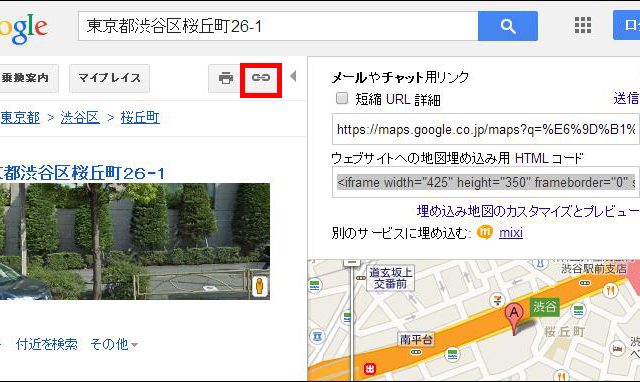 ogle
東京都渋谷区桜丘町26-1
乗換案内
マイプレイス
東京都 > 渋谷区 > 桜丘町
都渋谷区桜丘町26-1
付近を検索 その他
メールやチャット用リンク
短縮 URL 詳細
送信
https://maps.google.co.jp/maps?q=%E6%9D%B1%
ウェブサイトへの地図埋め込み用 HTML コード
<iframe width="425" height="350" frameborder="0" s
埋め込み地図のカスタマイズとプレビュー
別のサービスに埋め込む: mixi
道玄坂上
交番前
渋谷
渋谷駅前支店
A
渋谷
桜丘町
南平台
出